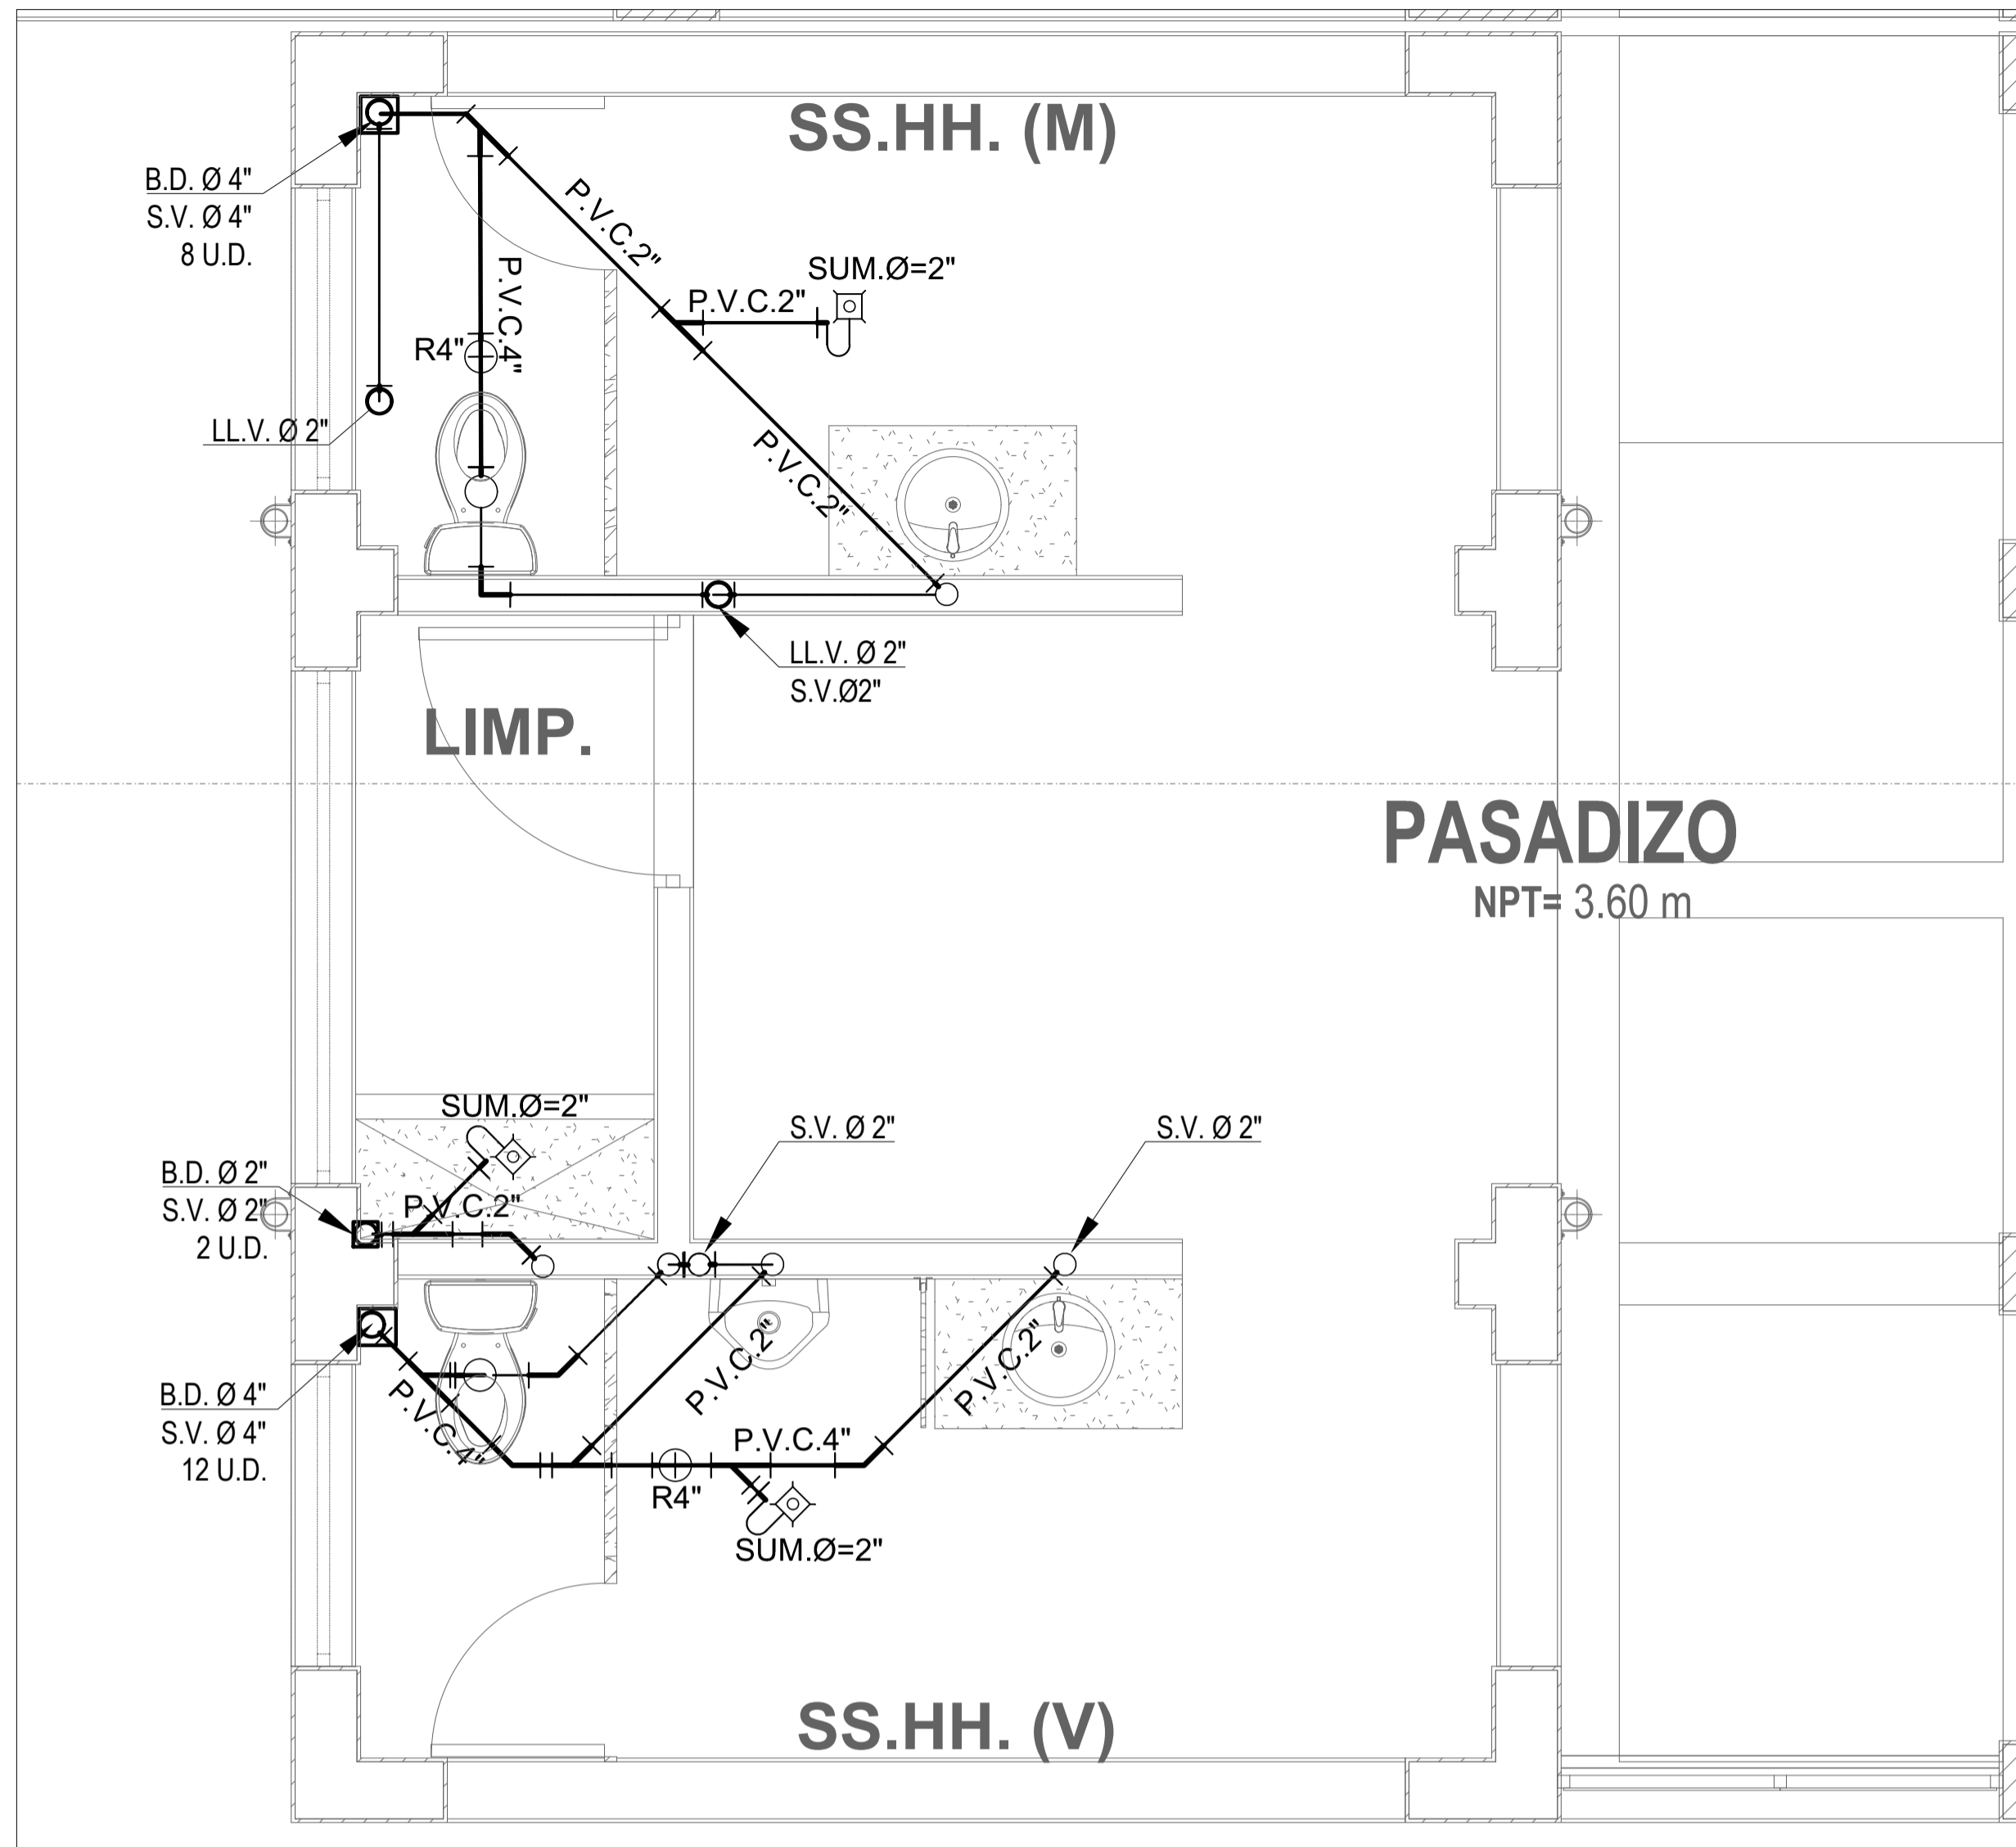 SS.HH. (M)
B.D. Ø 4"
S.V. Ø 4"
8 U.D.
P.V.C.2"
P.V.C.4"
SUM.Ø=2"
P.V.C.2"
R4"
LL.V. Ø 2"
P.V.C.2"
LL.V. Ø 2"
S.V.Ø2"
LIMP.
PASADIZO
NPT= 3.60 m
SUM.Ø=2"
S.V. Ø 2"
S.V. Ø 2"
B.D. Ø 2"
S.V. Ø 2"
2 U.D.
P.V.C.2"
B.D. Ø 4"
S.V. Ø 4"
12 U.D.
P.V.C.4"
P.V.C.2"
P.V.C.2"
P.V.C.4"
R4"
SUM.Ø=2"
SS.HH. (V)